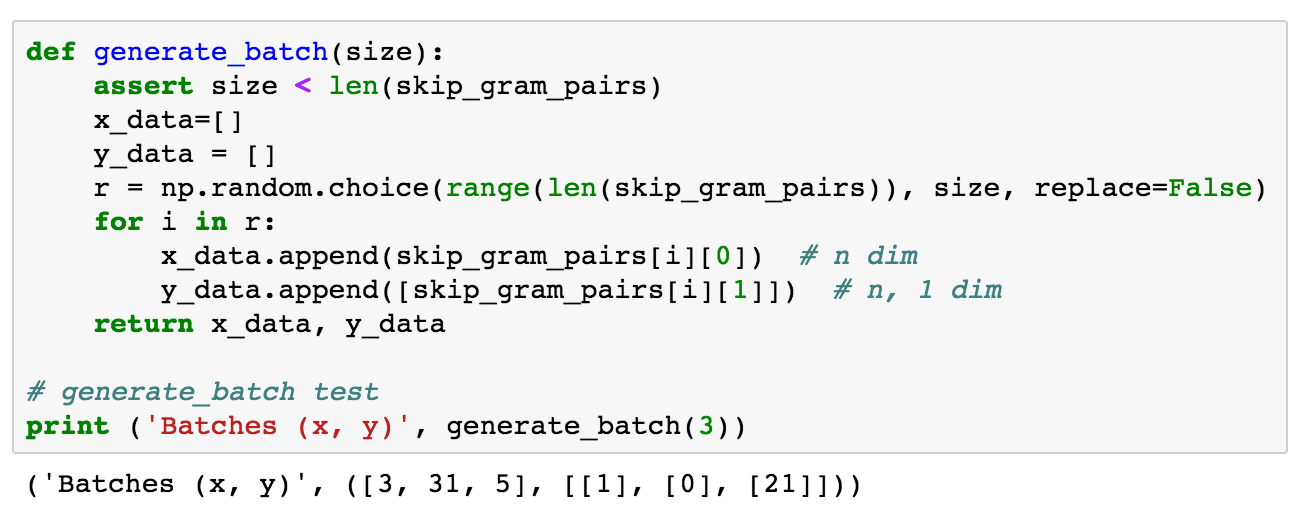 def generate_batch(size):
    assert size < len(skip_gram_pairs)
    x_data=[]
    y_data = []
    r = np.random.choice(range(len(skip_gram_pairs)), size, replace=False)
    for i in r:
        x_data.append(skip_gram_pairs[i][0])  # n dim
        y_data.append([skip_gram_pairs[i][1]])  # n, 1 dim
    return x_data, y_data

# generate_batch test
print ('Batches (x, y)', generate_batch(3))
('Batches (x, y)', ([3, 31, 5], [[1], [0], [21]]))